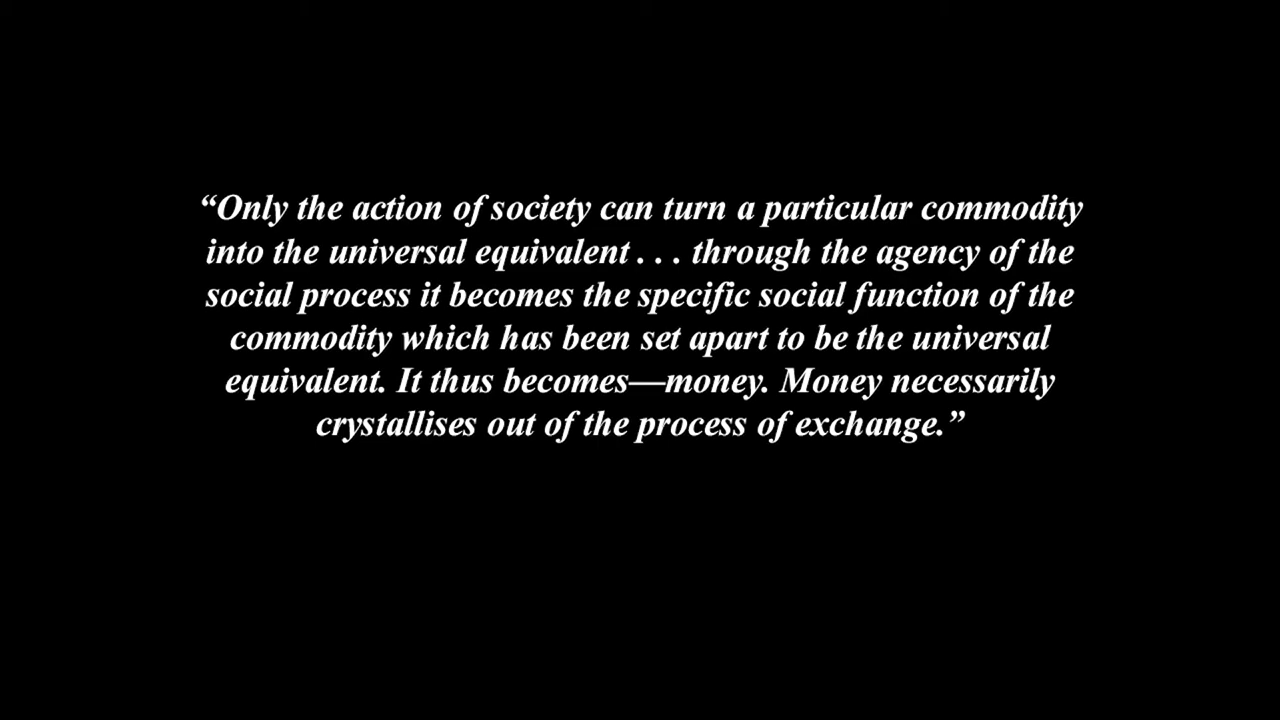 “Only the action of society can turn a particular commodity
into the universal equivalent . . . through the agency of the
social process it becomes the specific social function of the
commodity which has been set apart to be the universal
equivalent. It thus becomes—money. Money necessarily
crystallises out of the process of exchange.”